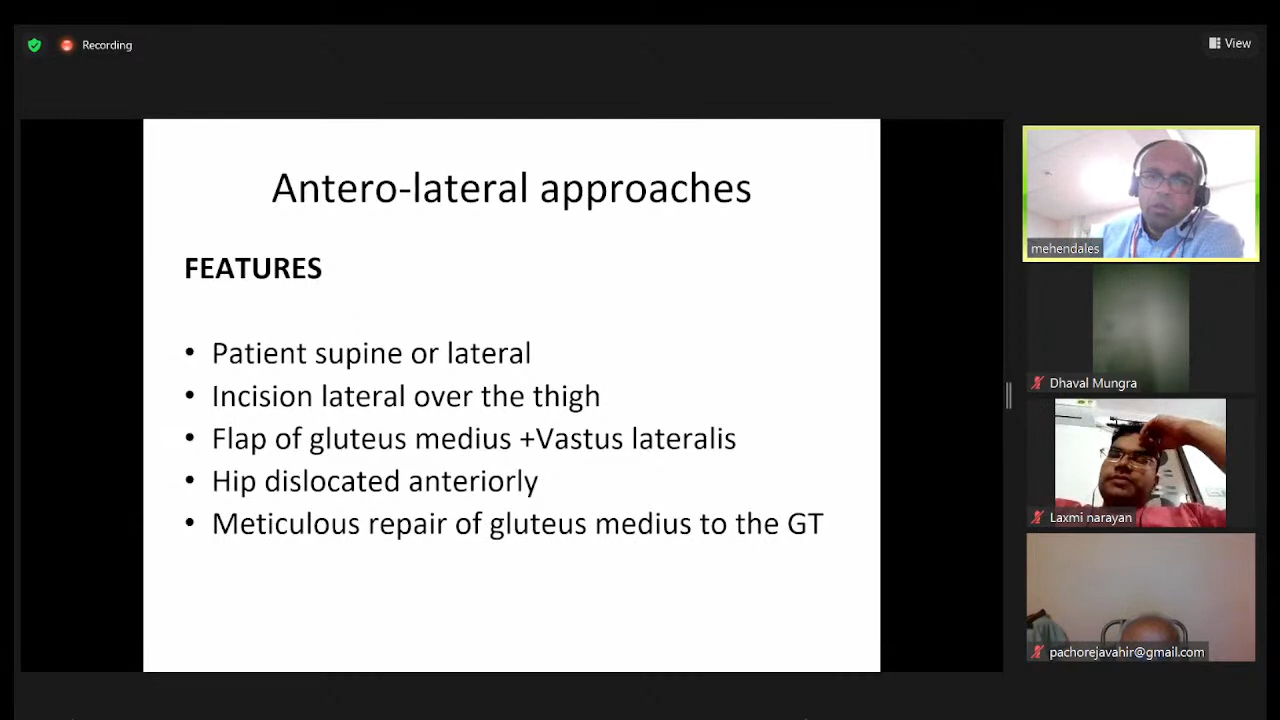 Recording
View
Antero-lateral approaches
FEATURES
• Patient supine or lateral
• Incision lateral over the thigh
• Flap of gluteus medius +Vastus lateralis
• Hip dislocated anteriorly
• Meticulous repair of gluteus medius to the GT
mehendales
Dhaval Mungra
Laxmi narayan
pachorejavahir@gmail.com